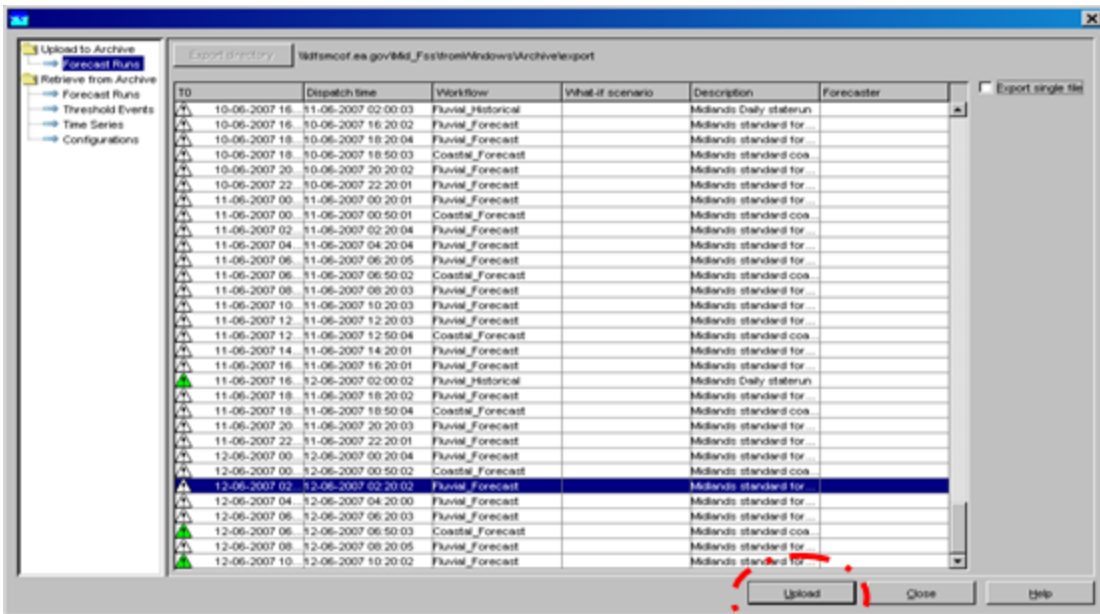 Upload to Archive
Forecast Runs
Retrieve from Archive
Forecast Runs
Threshold Events
Time Series
Configurations
Export directory
Export single file
T0 Dispatch time Workflow What-if scenario Description Forecaster
10-06-2007 16... 11-06-2007 02:00:03 Fluvial_Historical Midlands Daily staterun
10-06-2007 16... 10-06-2007 16:20:02 Fluvial_Forecast Midlands standard for...
10-06-2007 18... 10-06-2007 18:20:04 Fluvial_Forecast Midlands standard for...
10-06-2007 18... 10-06-2007 18:50:03 Coastal_Forecast Midlands standard coa...
10-06-2007 20... 10-06-2007 20:20:02 Fluvial_Forecast Midlands standard for...
10-06-2007 22... 10-06-2007 22:20:01 Fluvial_Forecast Midlands standard for...
11-06-2007 00... 11-06-2007 00:20:01 Fluvial_Forecast Midlands standard for...
11-06-2007 00... 11-06-2007 00:50:01 Coastal_Forecast Midlands standard coa...
11-06-2007 02... 11-06-2007 02:20:04 Fluvial_Forecast Midlands standard for...
11-06-2007 04... 11-06-2007 04:20:04 Fluvial_Forecast Midlands standard for...
11-06-2007 06... 11-06-2007 06:20:05 Fluvial_Forecast Midlands standard for...
11-06-2007 06... 11-06-2007 06:50:02 Coastal_Forecast Midlands standard coa...
11-06-2007 08... 11-06-2007 08:20:03 Fluvial_Forecast Midlands standard for...
11-06-2007 10... 11-06-2007 10:20:03 Fluvial_Forecast Midlands standard for...
11-06-2007 12... 11-06-2007 12:20:03 Fluvial_Forecast Midlands standard for...
11-06-2007 12... 11-06-2007 12:50:04 Coastal_Forecast Midlands standard coa...
11-06-2007 14... 11-06-2007 14:20:01 Fluvial_Forecast Midlands standard for...
11-06-2007 16... 11-06-2007 16:20:01 Fluvial_Forecast Midlands standard for...
11-06-2007 16... 12-06-2007 02:00:02 Fluvial_Historical Midlands Daily staterun
11-06-2007 18... 11-06-2007 18:20:02 Fluvial_Forecast Midlands standard for...
11-06-2007 18... 11-06-2007 18:50:04 Coastal_Forecast Midlands standard coa...
11-06-2007 20... 11-06-2007 20:20:03 Fluvial_Forecast Midlands standard for...
11-06-2007 22... 11-06-2007 22:20:01 Fluvial_Forecast Midlands standard for...
12-06-2007 00... 12-06-2007 00:20:04 Fluvial_Forecast Midlands standard for...
12-06-2007 00... 12-06-2007 00:50:02 Coastal_Forecast Midlands standard coa...
12-06-2007 02... 12-06-2007 02:20:02 Fluvial_Forecast Midlands standard for...
12-06-2007 04... 12-06-2007 04:20:00 Fluvial_Forecast Midlands standard for...
12-06-2007 06... 12-06-2007 06:20:03 Fluvial_Forecast Midlands standard for...
12-06-2007 06... 12-06-2007 06:50:03 Coastal_Forecast Midlands standard coa...
12-06-2007 08... 12-06-2007 08:20:05 Fluvial_Forecast Midlands standard for...
12-06-2007 10... 12-06-2007 10:20:02 Fluvial_Forecast Midlands standard for...
Upload Close Help